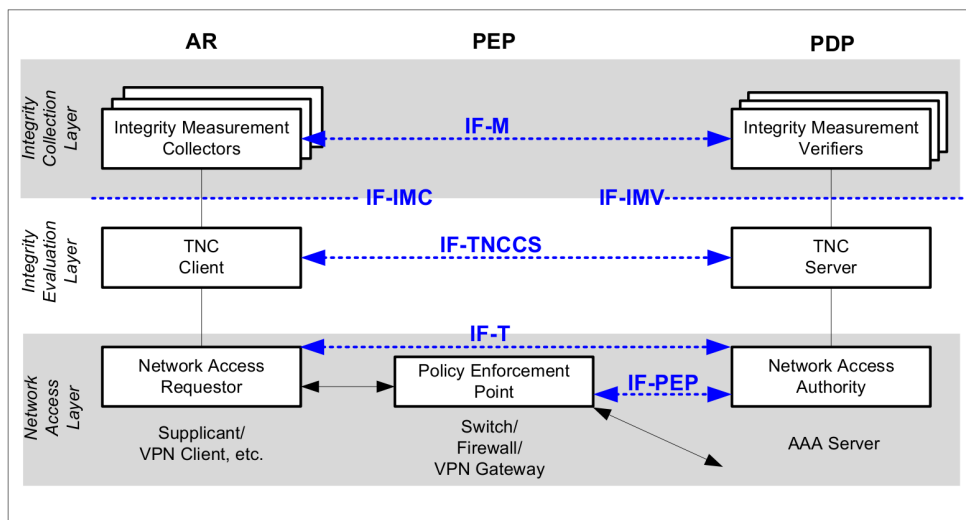 AR
PEP
PDP
Integrity
Collection
Layer
Integrity Measurement
Collectors
IF-M
Integrity Measurement
Verifiers
IF-IMC
IF-IMV
Integrity
Evaluation
Layer
TNC
Client
IF-TNCCS
TNC
Server
Network
Access
Layer
IF-T
Network Access
Requestor
Policy Enforcement
Point
IF-PEP
Network Access
Authority
Supplicant/
VPN Client, etc.
Switch/
Firewall/
VPN Gateway
AAA Server